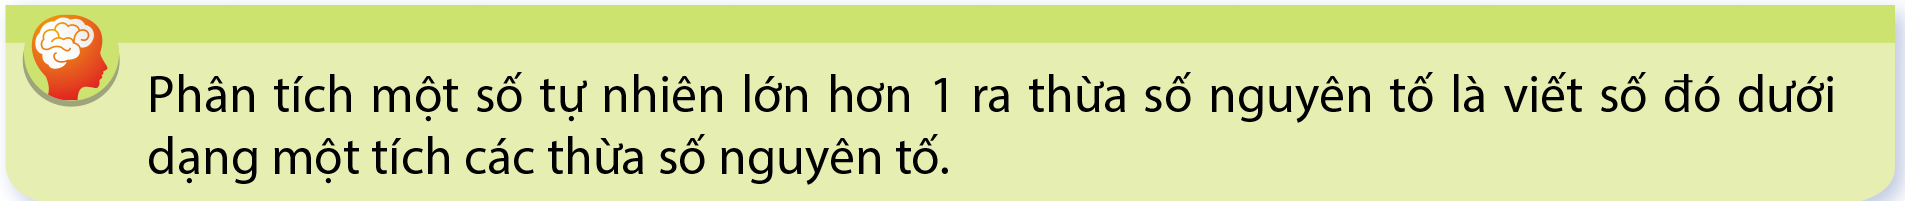 Phân tích một số tự nhiên lớn hơn 1 ra thừa số nguyên tố là viết số đó dưới
dạng một tích các thừa số nguyên tố.